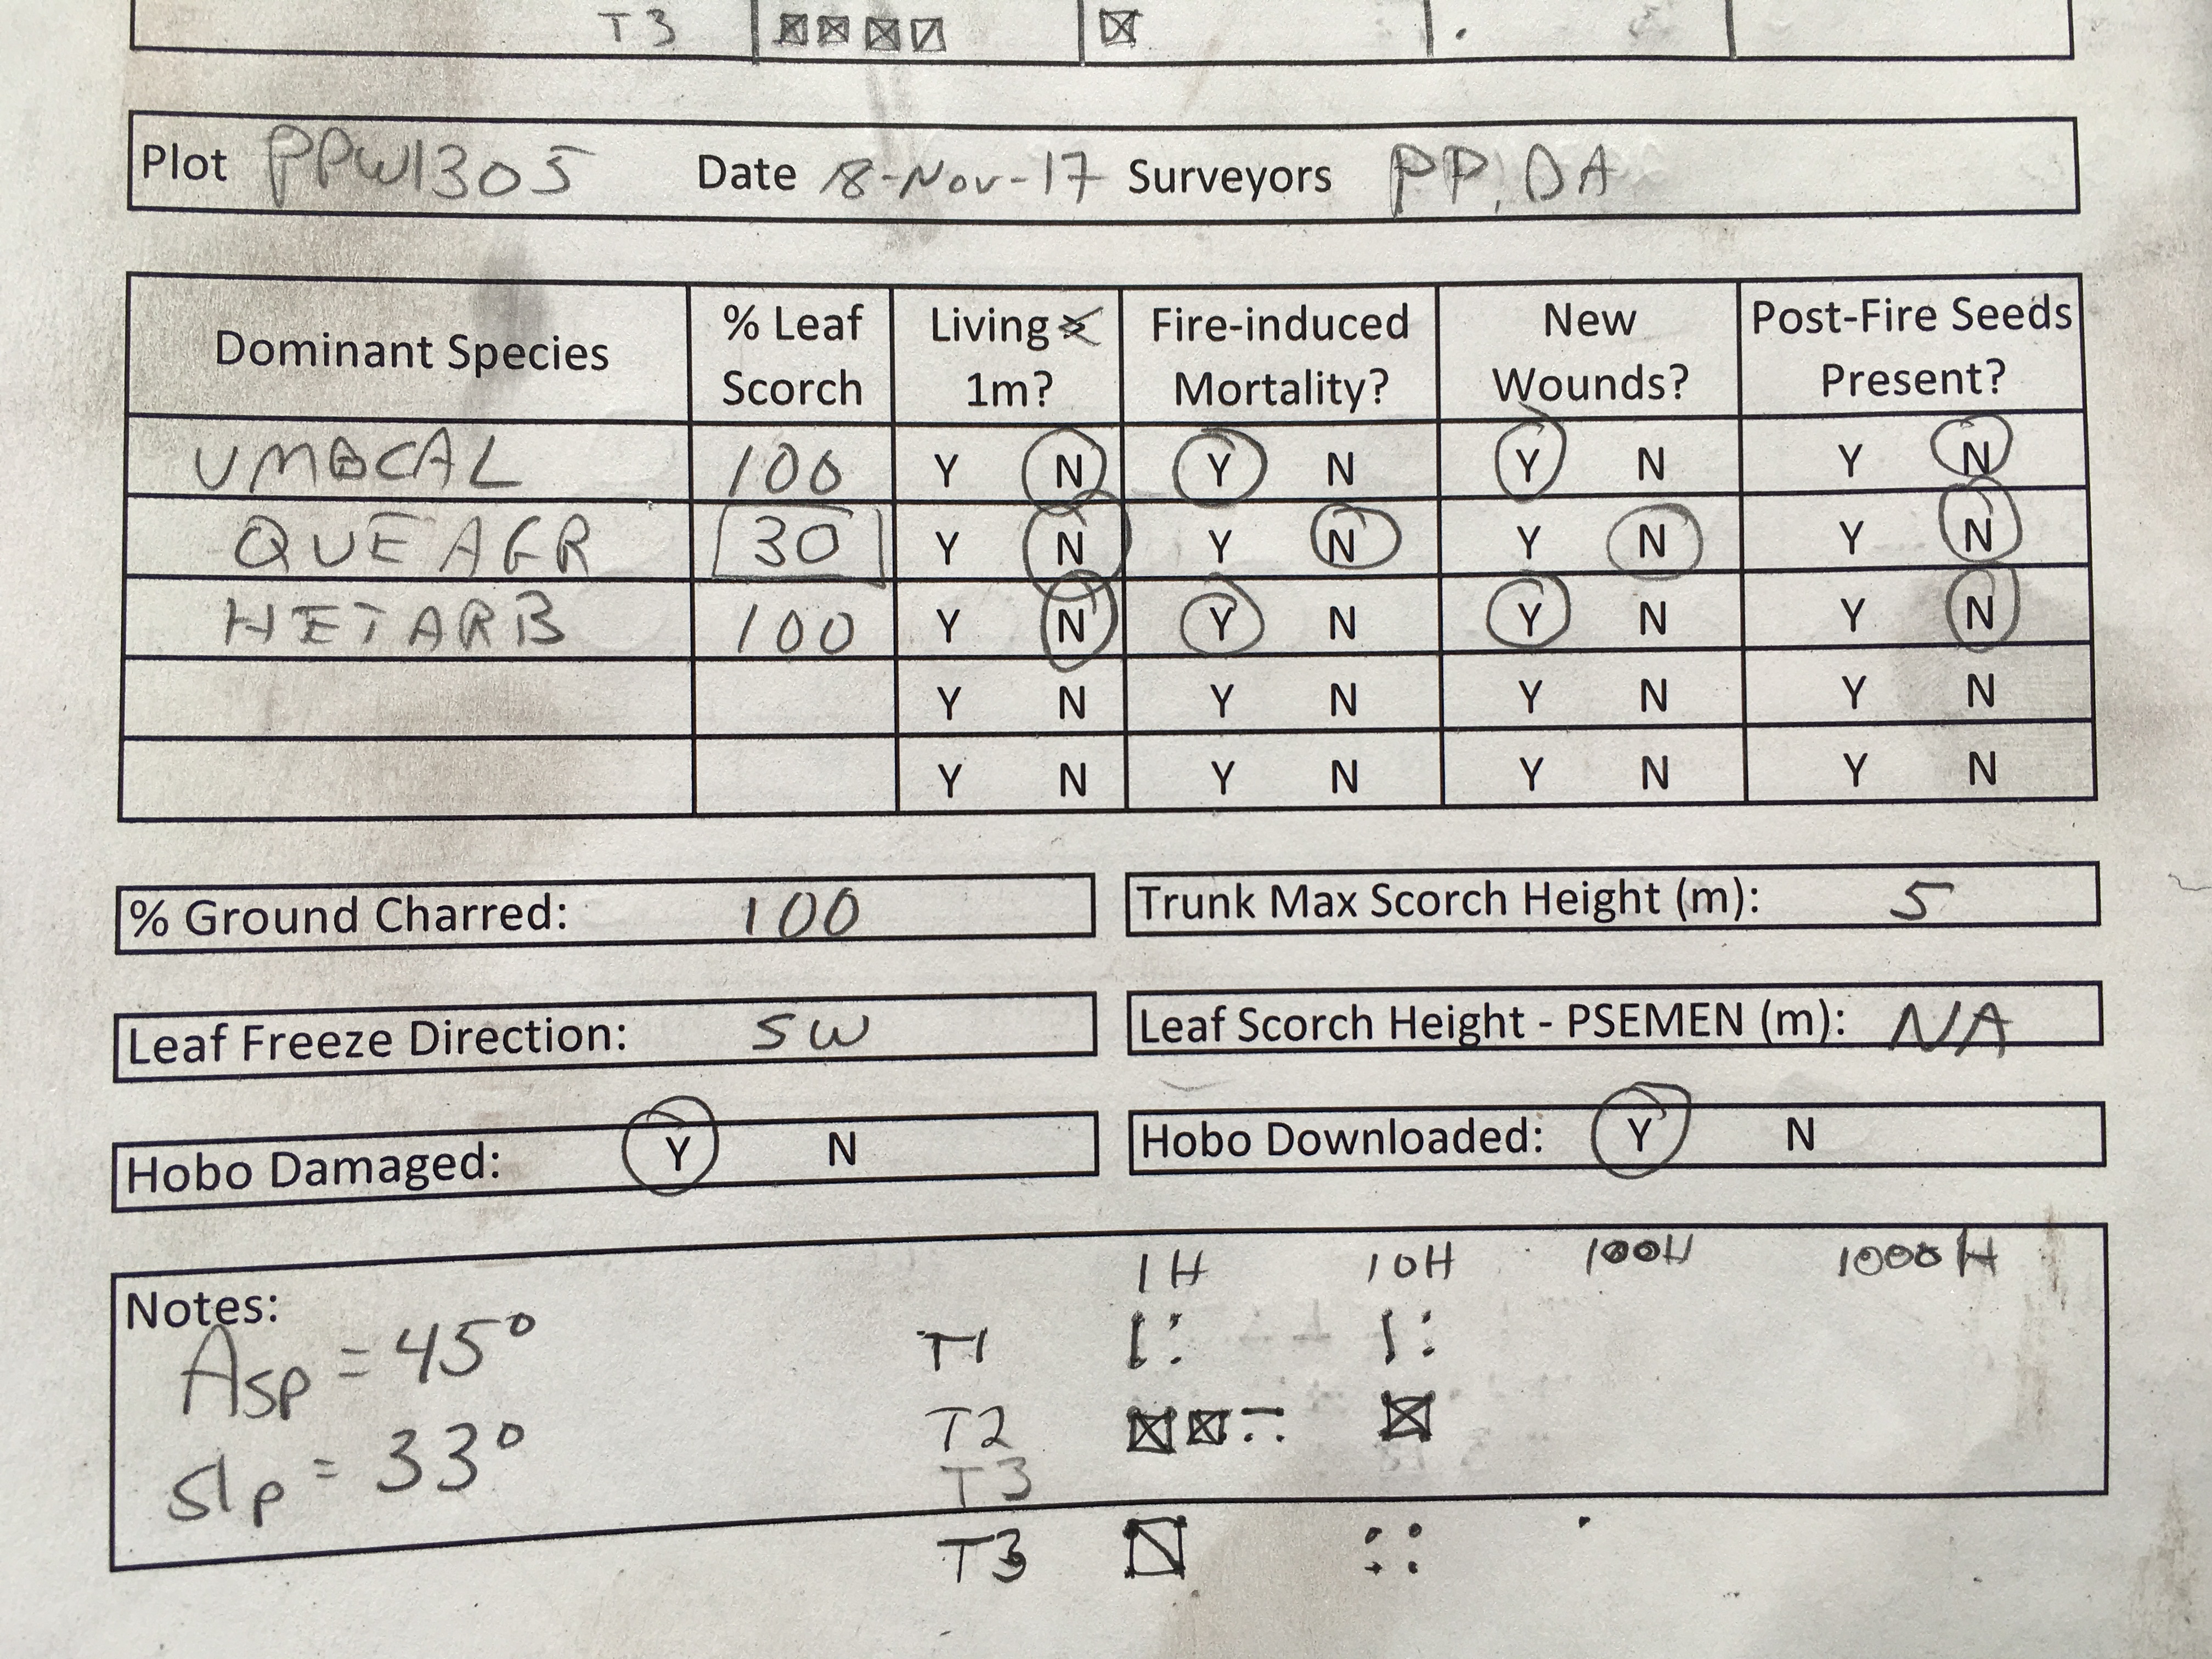 T3
Plot PPW1305 Date 18-Nov-17 Surveyors PP, DA
Dominant Species % Leaf Scorch Living 1m? Fire-induced Mortality? New Wounds? Post-Fire Seeds Present?
UMBCAL 100 Y N Y N Y N Y N
QUEAGR 30 Y N Y N Y N Y N
HETARB 100 Y N Y N Y N Y N
Y N Y N Y N Y N
Y N Y N Y N Y N
% Ground Charred: 100 Trunk Max Scorch Height (m): 5
Leaf Freeze Direction: SW Leaf Scorch Height - PSEMEN (m): N/A
Hobo Damaged: Y N Hobo Downloaded: Y N
Notes: 1H 10H 100H 1000H
Asp = 45° T1
Slp = 33° T2
T3
T3